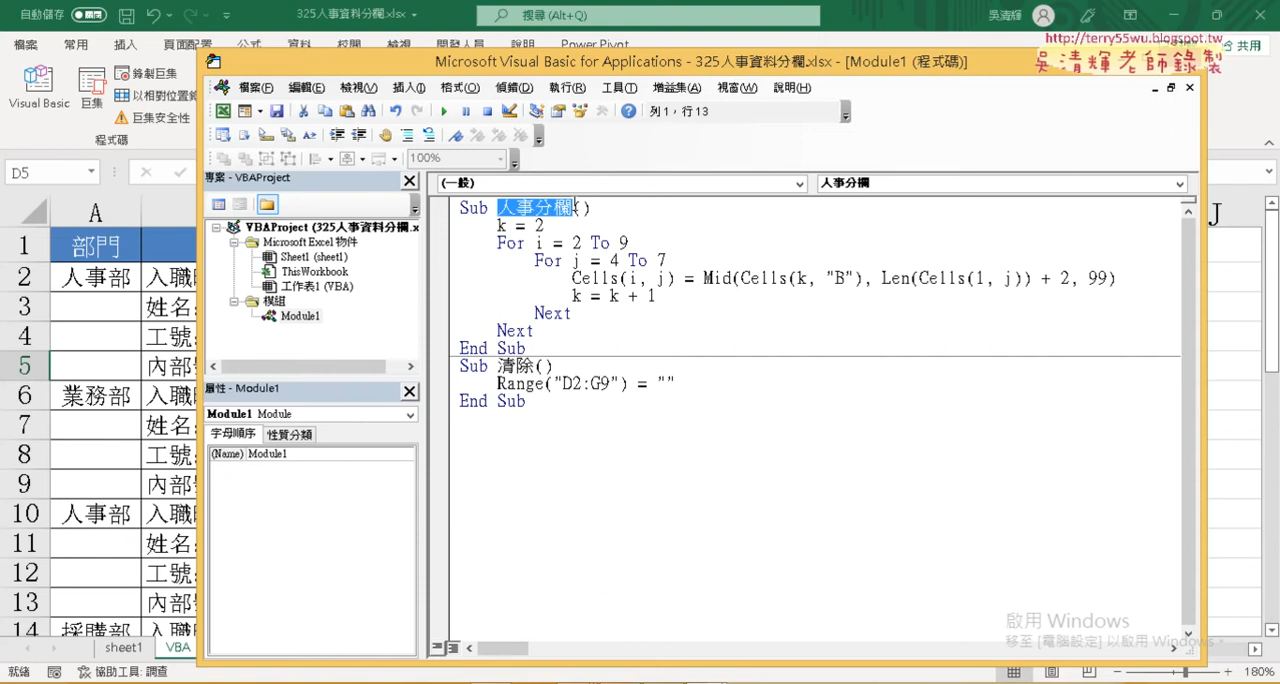 自動儲存
325人事資料分欄.xlsx
搜尋 (Alt+Q)
吳清輝
檔案 常用 插入 頁面配置 公式 資料 校閱 檢視 開發人員 說明 Power Pivot
http://terry55wu.blogspot.tw
吳清輝老師錄製
共用
Visual Basic
巨集
錄製巨集
以相對位置錄
巨集安全性
程式碼
Microsoft Visual Basic for Applications - 325人事資料分欄.xlsx - [Module1 (程式碼)]
檔案(F) 編輯(E) 檢視(V) 插入(I) 格式(O) 偵錯(D) 執行(R) 工具(T) 增益集(A) 視窗(W) 說明(H)
列 1，行 13
100%
D5
專案 - VBAProject
VBAProject (325人事資料分欄.x
Microsoft Excel 物件
Sheet1 (sheet1)
ThisWorkbook
工作表1 (VBA)
模組
Module1
屬性 - Module1
Module1 Module
字母順序 性質分類
(Name) Module1
(一般) 人事分欄
Sub 人事分欄()
k = 2
For i = 2 To 9
For j = 4 To 7
Cells(i, j) = Mid(Cells(k, "B"), Len(Cells(1, j)) + 2, 99)
k = k + 1
Next
Next
End Sub
Sub 清除()
Range("D2:G9") = ""
End Sub
A
J
1 部門
2 人事部 入職
3 姓名
4 工號
5 內部
6 業務部 入職
7 姓名
8 工號
9 內部
10 人事部 入職
11 姓名
12 工號
13 內部
14 採購部 入職
啟用 Windows
移至 [電腦設定] 以啟用 Windows。
sheet1 VBA
就緒 協助工具: 調查
180%